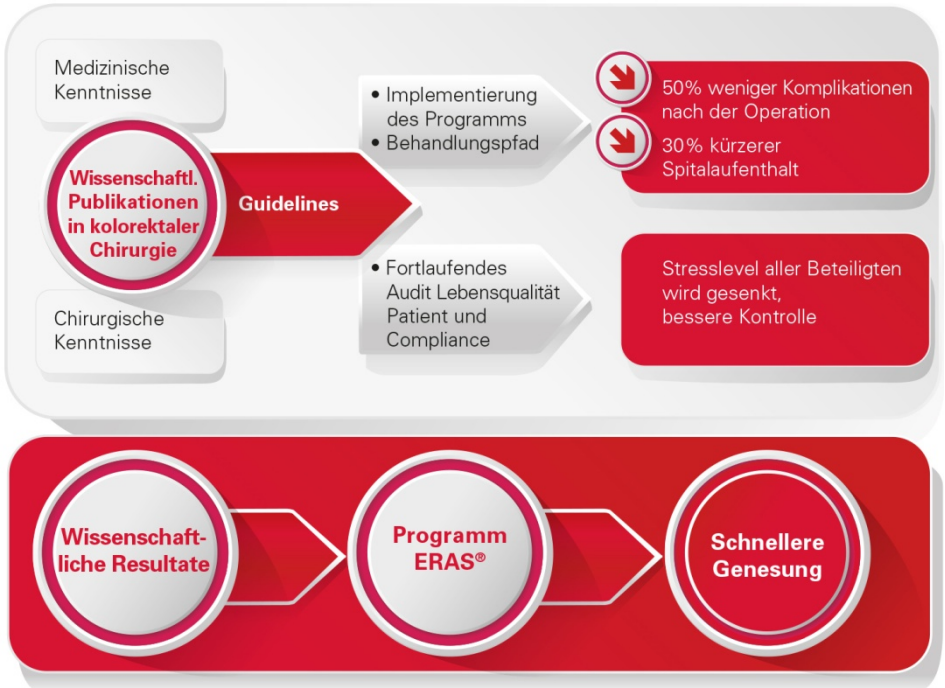 Medizinische
Kenntnisse
Wissenschaftl.
Publikationen
in kolorektaler
Chirurgie
Guidelines
Chirurgische
Kenntnisse
• Implementierung
des Programms
• Behandlungspfad
• Fortlaufendes
Audit Lebensqualität
Patient und
Compliance
50% weniger Komplikationen
nach der Operation
30% kürzerer
Spitalaufenthalt
Stresslevel aller Beteiligten
wird gesenkt,
bessere Kontrolle
Wissenschaft-
liche Resultate
Programm
ERAS®
Schnellere
Genesung